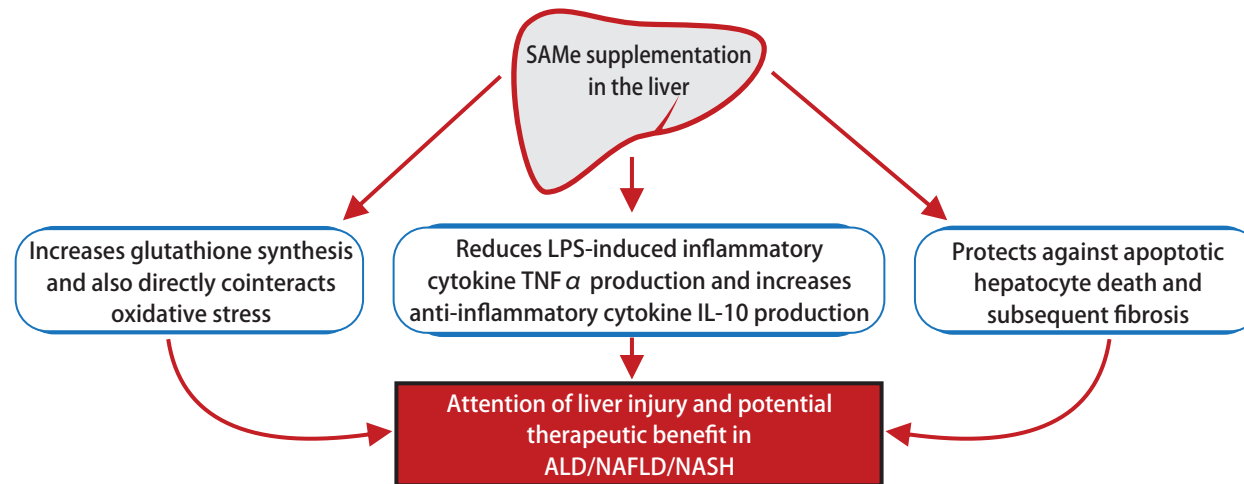 SAMe supplementation
in the liver
Increases glutathione synthesis
and also directly cointeracts
oxidative stress
Reduces LPS-induced inflammatory
cytokine TNF α production and increases
anti-inflammatory cytokine IL-10 production
Protects against apoptotic
hepatocyte death and
subsequent fibrosis
Attention of liver injury and potential
therapeutic benefit in
ALD/NAFLD/NASH